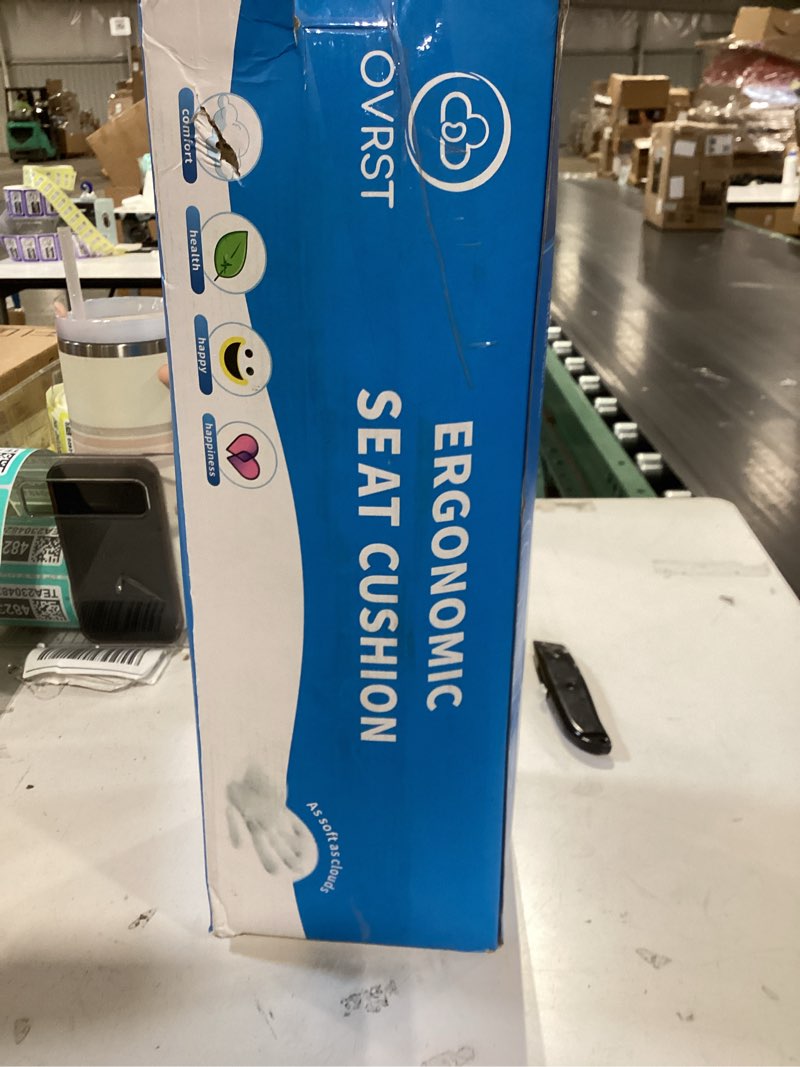 OVRST
ERGONOMIC
SEAT CUSHION
comfort
health
happy
happiness
As soft as clouds